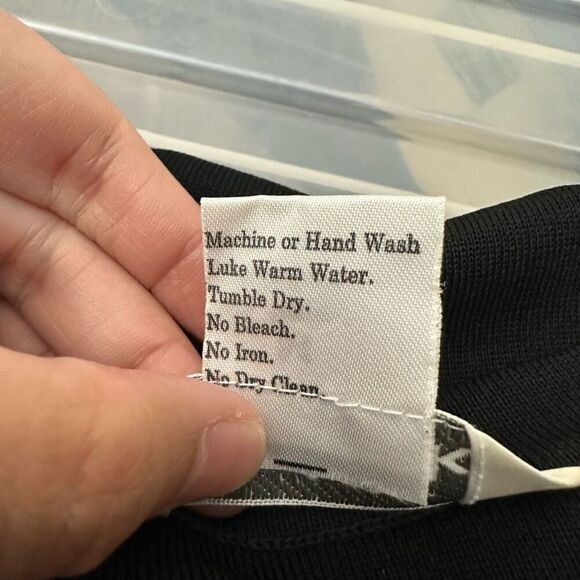 Machine or Hand Wash
Luke Warm Water.
Tumble Dry.
No Bleach.
No Iron.
No Dry Clean.